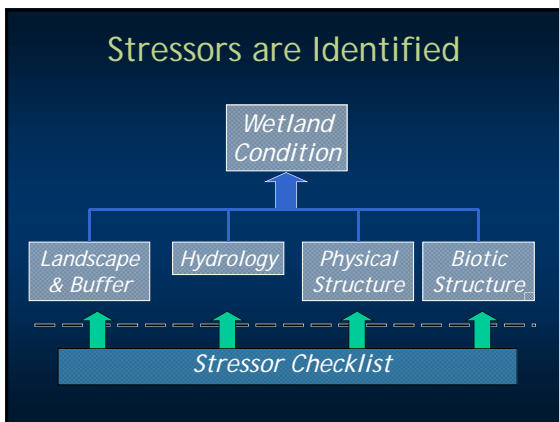 Stressors are Identified
Wetland
Condition
Landscape
& Buffer
Hydrology
Physical
Structure
Biotic
Structure
Stressor Checklist